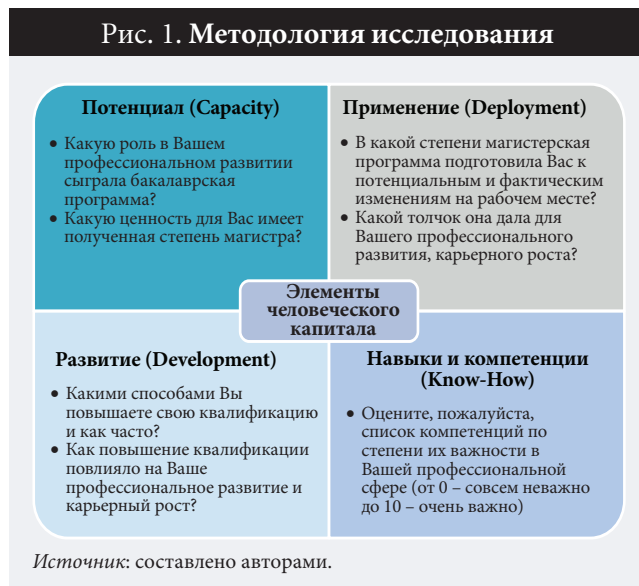 Рис. 1. Методология исследования
Потенциал (Capacity)
• Какую роль в Вашем
профессиональном развитии
сыграла бакалаврская
программа?
• Какую ценность для Вас имеет
полученная степень магистра?
Применение (Deployment)
• В какой степени магистерская
программа подготовила Вас к
потенциальным и фактическим
изменениям на рабочем месте?
• Какой толчок она дала для
Вашего профессионального
развития, карьерного роста?
Элементы
человеческого
капитала
Развитие (Development)
• Какими способами Вы
повышаете свою квалификацию
и как часто?
• Как повышение квалификации
повлияло на Ваше
профессиональное развитие и
карьерный рост?
Навыки и компетенции
(Know-How)
• Оцените, пожалуйста,
список компетенций по
степени их важности в
Вашей профессиональной
сфере (от 0 – совсем неважно
до 10 – очень важно)
Источник: составлено авторами.